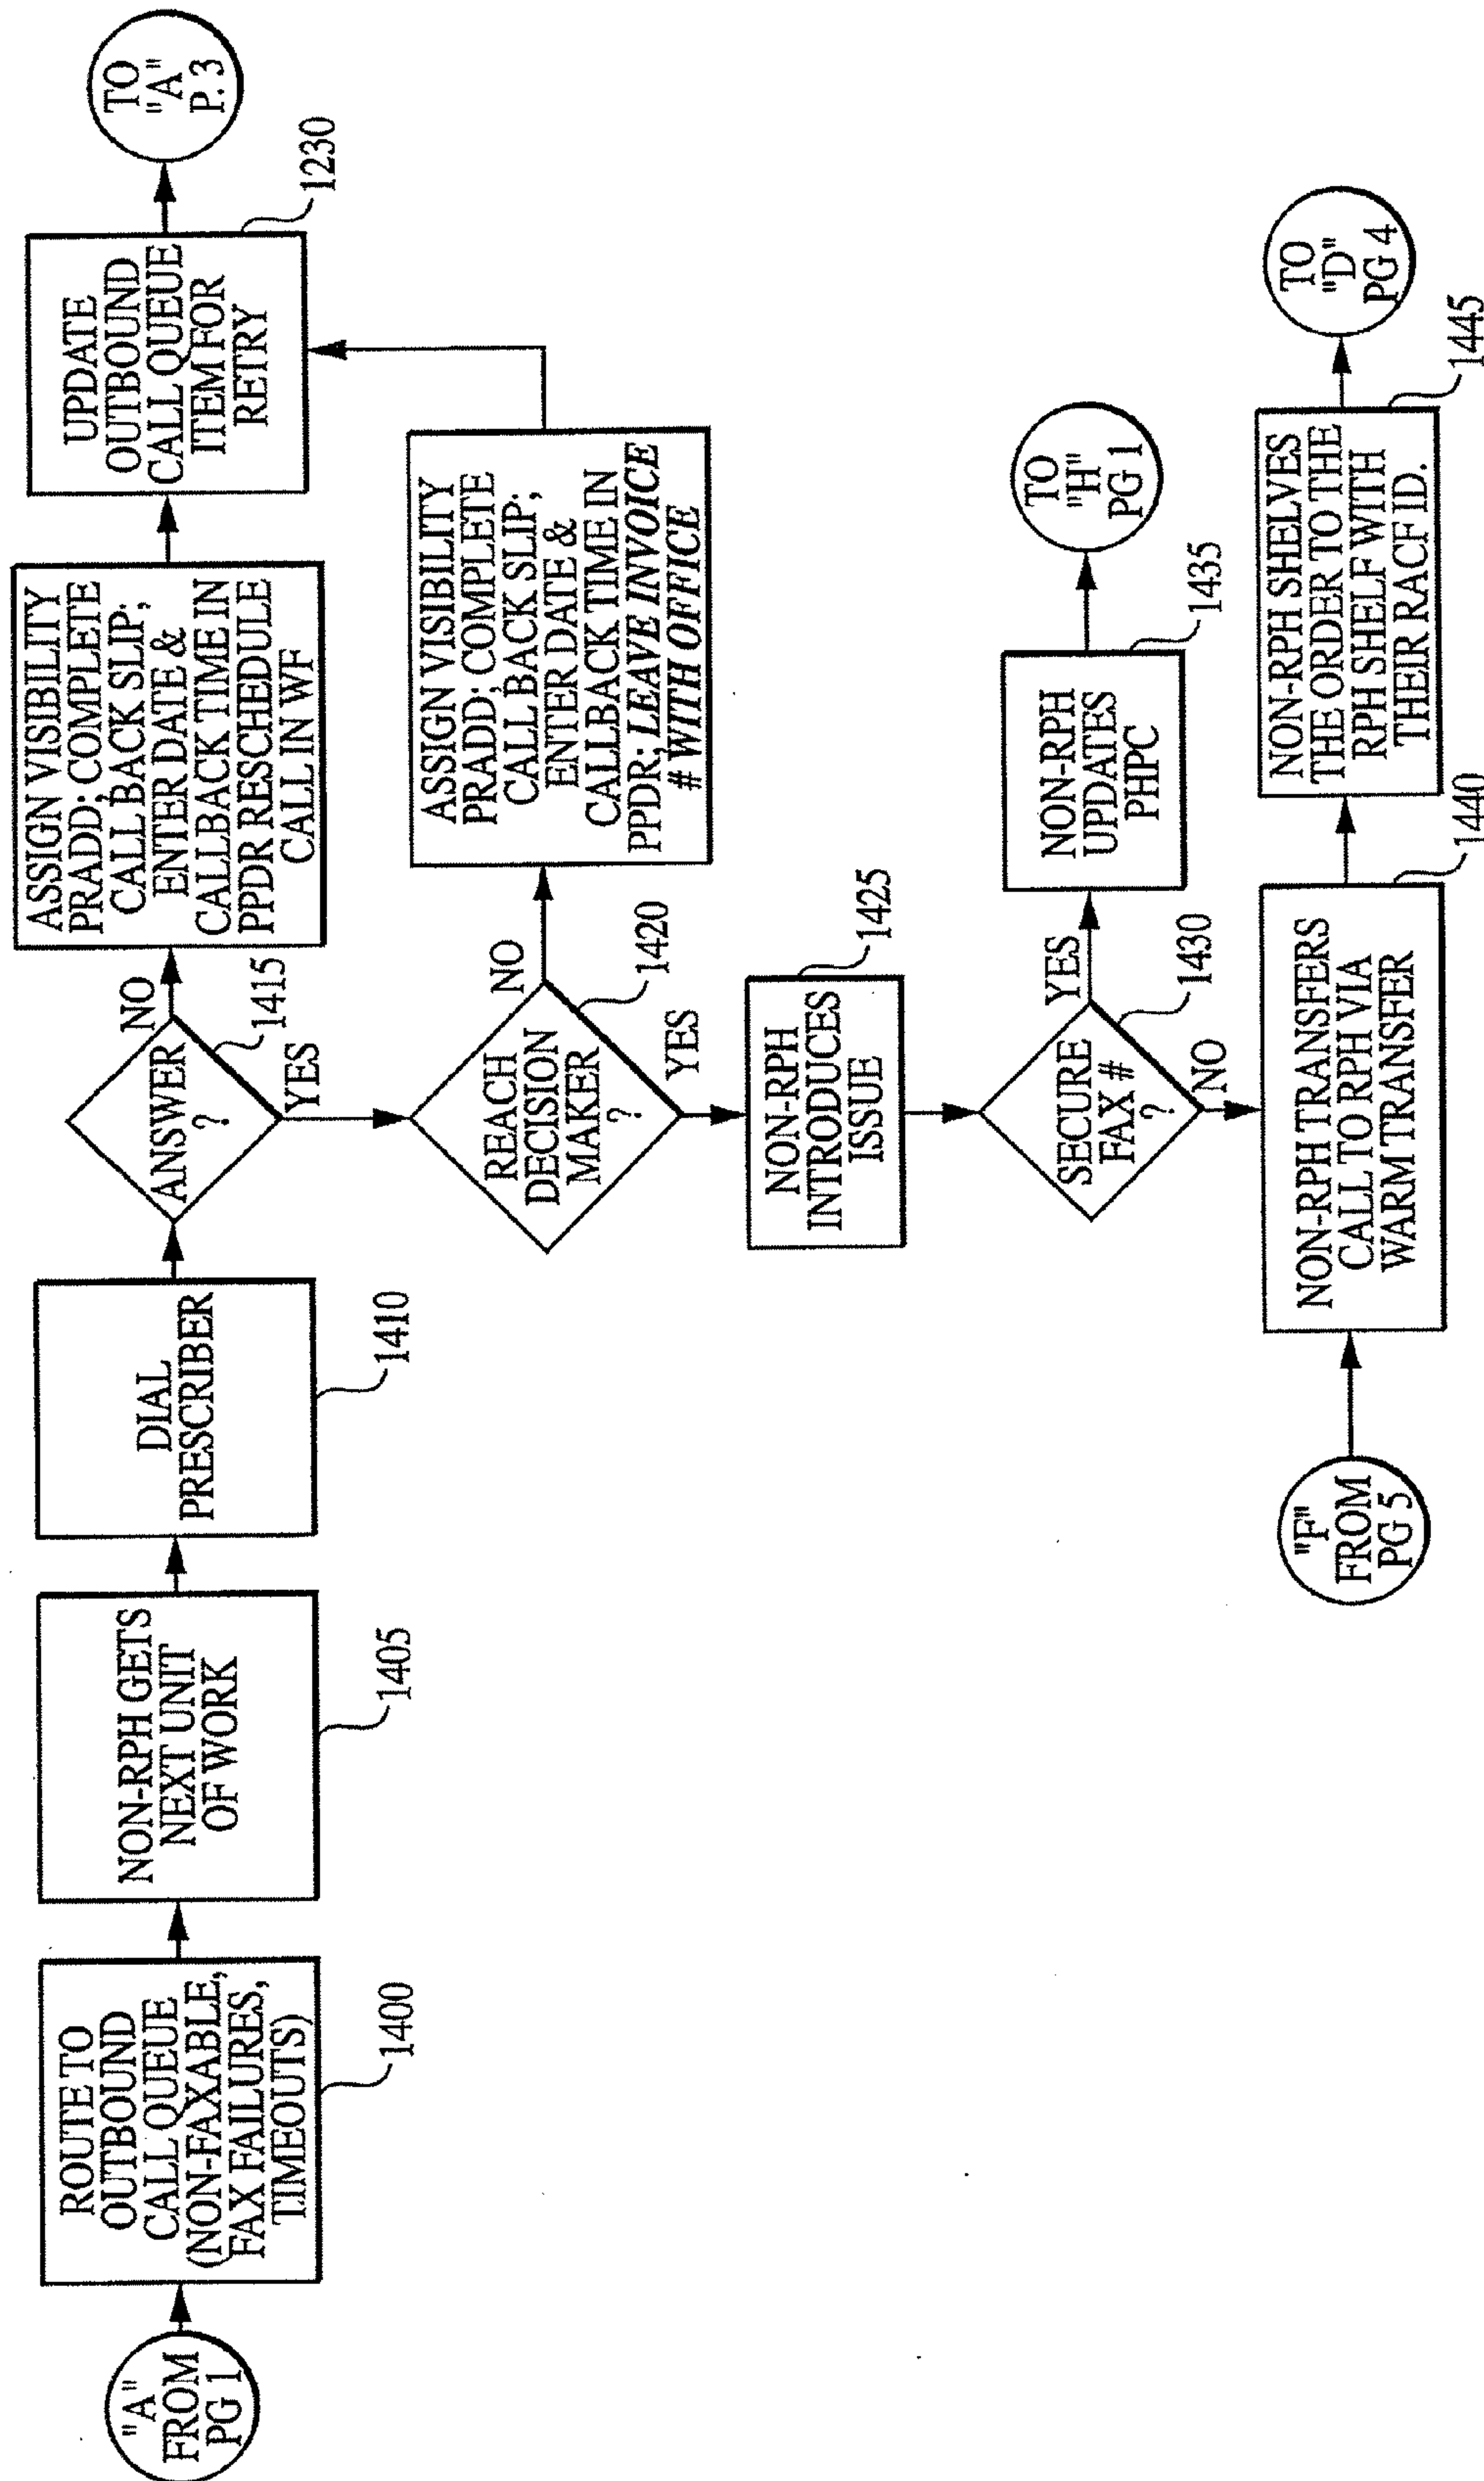 "A"
FROM
PG 1
ROUTE TO
OUTBOUND
CALL QUEUE
(NON-FAXABLE,
FAX FAILURES,
TIMEOUTS)
1400
NON-RPH GETS
NEXT UNIT
OF WORK
1405
DIAL
PRESCRIBER
1410
ANSWER
?
1415
NO
YES
ASSIGN VISIBILITY
PRADD; COMPLETE
CALL BACK SLIP;
ENTER DATE &
CALLBACK TIME IN
PPDR RESCHEDULE
CALL IN WF
UPDATE
OUTBOUND
CALL QUEUE
ITEM FOR
RETRY
1230
TO
"A"
P. 3
REACH
DECISION
MAKER
?
1420
NO
YES
ASSIGN VISIBILITY
PRADD; COMPLETE
CALL BACK SLIP;
ENTER DATE &
CALLBACK TIME IN
PPDR; LEAVE INVOICE
# WITH OFFICE
NON-RPH
INTRODUCES
ISSUE
1425
SECURE
FAX #
?
1430
YES
NO
NON-RPH
UPDATES
PHPC
1435
TO
"H"
PG 1
"F"
FROM
PG 5
NON-RPH TRANSFERS
CALL TO RPH VIA
WARM TRANSFER
1440
NON-RPH SHELVES
THE ORDER TO THE
RPH SHELF WITH
THEIR RACF ID.
1445
TO
"D"
PG 4